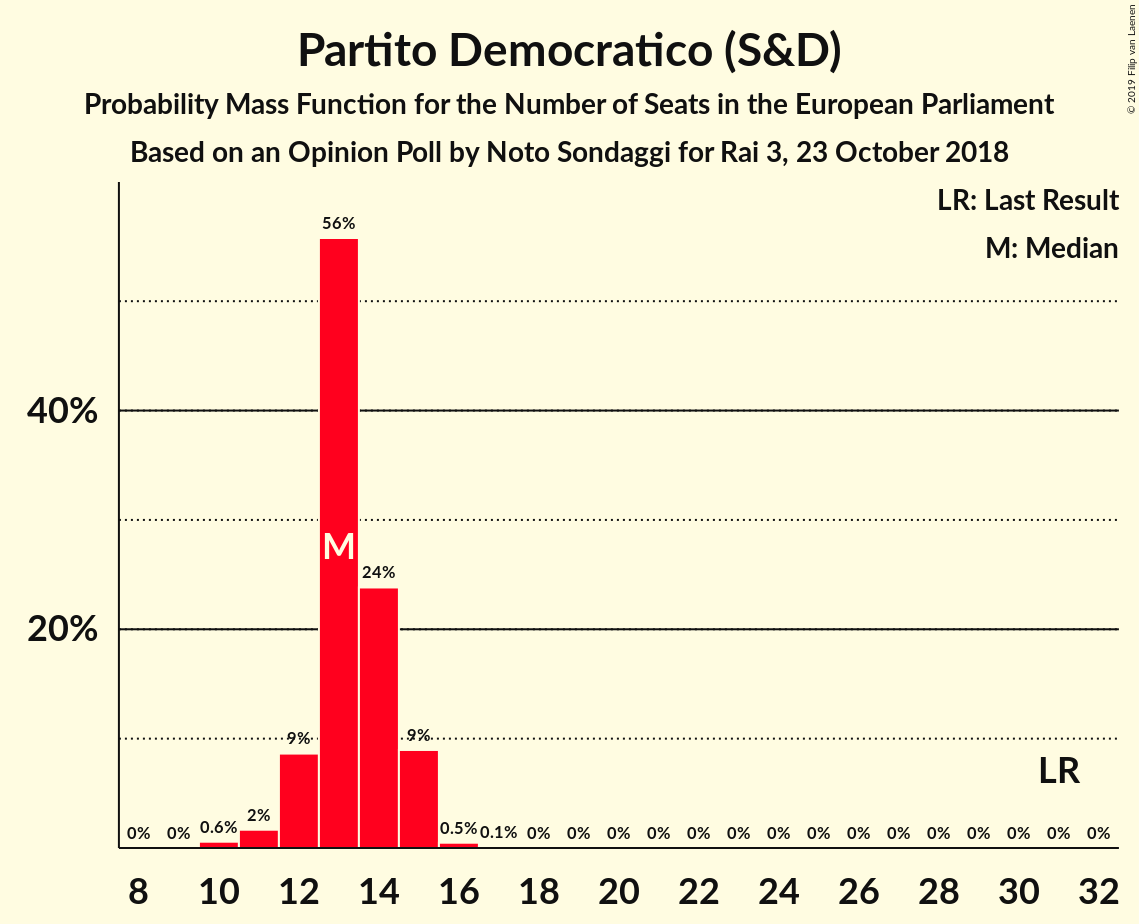 Partito Democratico (S&D)
Probability Mass Function for the Number of Seats in the European Parliament
Based on an Opinion Poll by Noto Sondaggi for Rai 3, 23 October 2018
© 2019 Filip van Laenen
LR: Last Result
M: Median
56%
40%
M
24%
20%
9% 9%
LR
0% 0% 0.6% 2% 0.5% 0.1% 0% 0% 0% 0% 0% 0% 0% 0% 0% 0% 0% 0% 0% 0% 0%
8 10 12 14 16 18 20 22 24 26 28 30 32